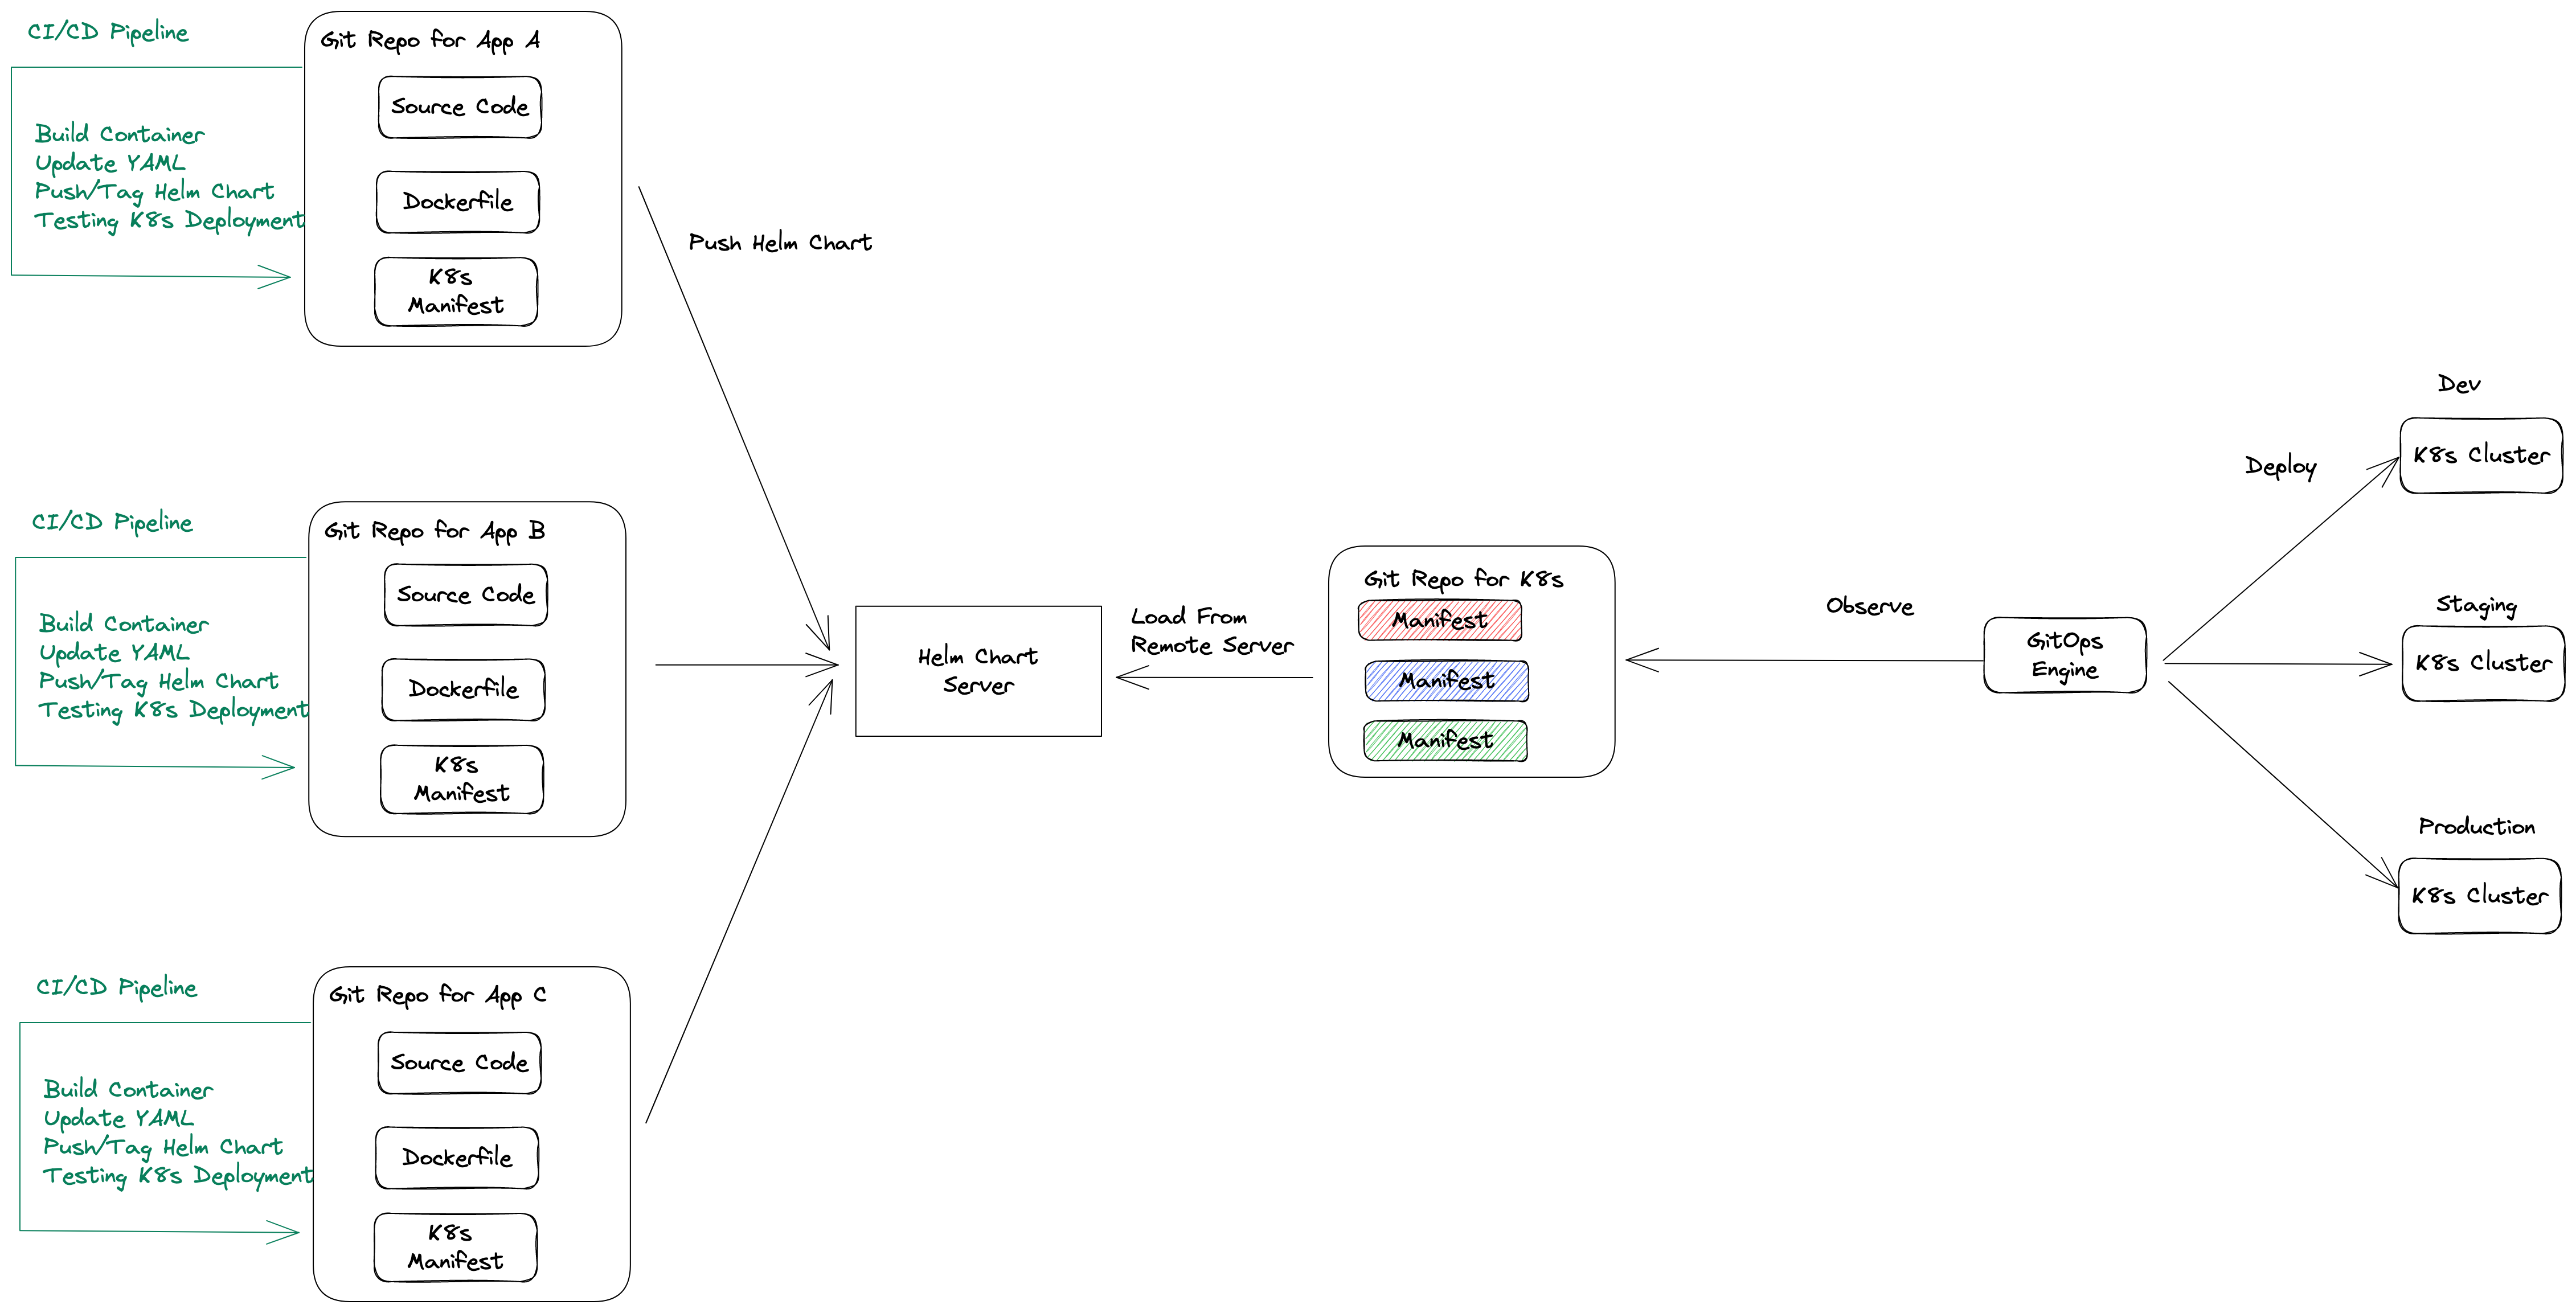 CI/CD Pipeline
Build Container
Update YAML
Push/Tag Helm Chart
Testing K8s Deployment
Git Repo for App A
Source Code
Dockerfile
K8s
Manifest
Push Helm Chart
CI/CD Pipeline
Build Container
Update YAML
Push/Tag Helm Chart
Testing K8s Deployment
Git Repo for App B
Source Code
Dockerfile
K8s
Manifest
CI/CD Pipeline
Build Container
Update YAML
Push/Tag Helm Chart
Testing K8s Deployment
Git Repo for App C
Source Code
Dockerfile
K8s
Manifest
Helm Chart
Server
Load From
Remote Server
Git Repo for K8s
Manifest
Manifest
Manifest
Observe
GitOps
Engine
Deploy
Dev
K8s Cluster
Staging
K8s Cluster
Production
K8s Cluster